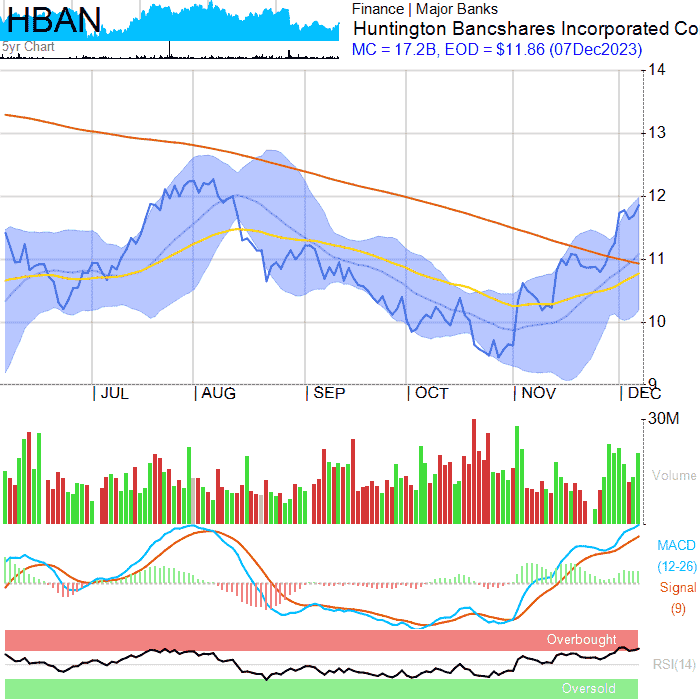 HBAN
5yr Chart
Finance | Major Banks
Huntington Bancshares Incorporated Co
MC = 17.2B, EOD = $11.86 (07Dec2023)
14
13
12
11
10
9
JUL
AUG
SEP
OCT
NOV
DEC
30M
Volume
MACD
(12-26)
Signal
(9)
Overbought
RSI(14)
Oversold